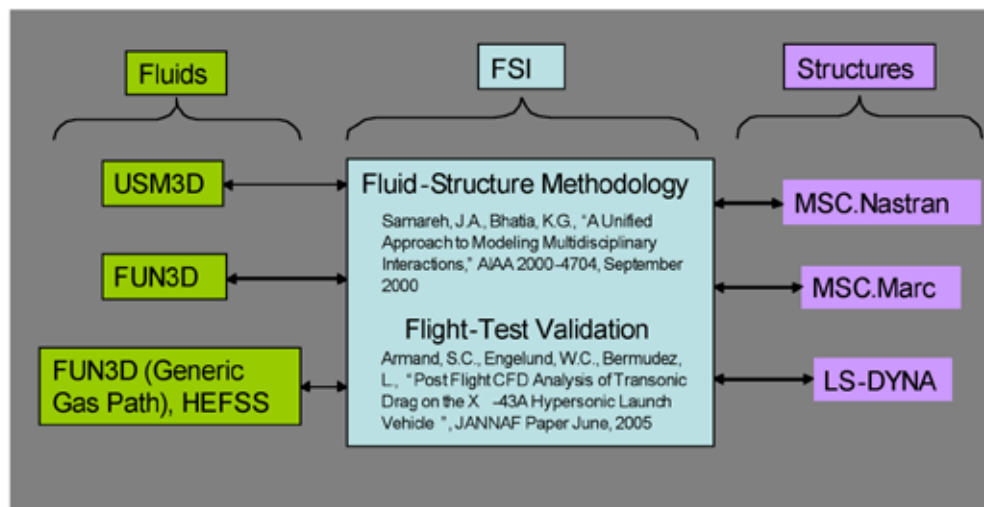 Fluids
FSI
Structures
USM3D
FUN3D
FUN3D (Generic
Gas Path), HEFSS
Fluid-Structure Methodology
Samareh, J.A., Bhatia, K.G., “A Unified
Approach to Modeling Multidisciplinary
Interactions,” AIAA 2000-4704, September
2000
Flight-Test Validation
Armand, S.C., Engelund, W.C., Bermudez,
L., “Post Flight CFD Analysis of Transonic
Drag on the X -43A Hypersonic Launch
Vehicle ”, JANNAF Paper June, 2005
MSC.Nastran
MSC.Marc
LS-DYNA